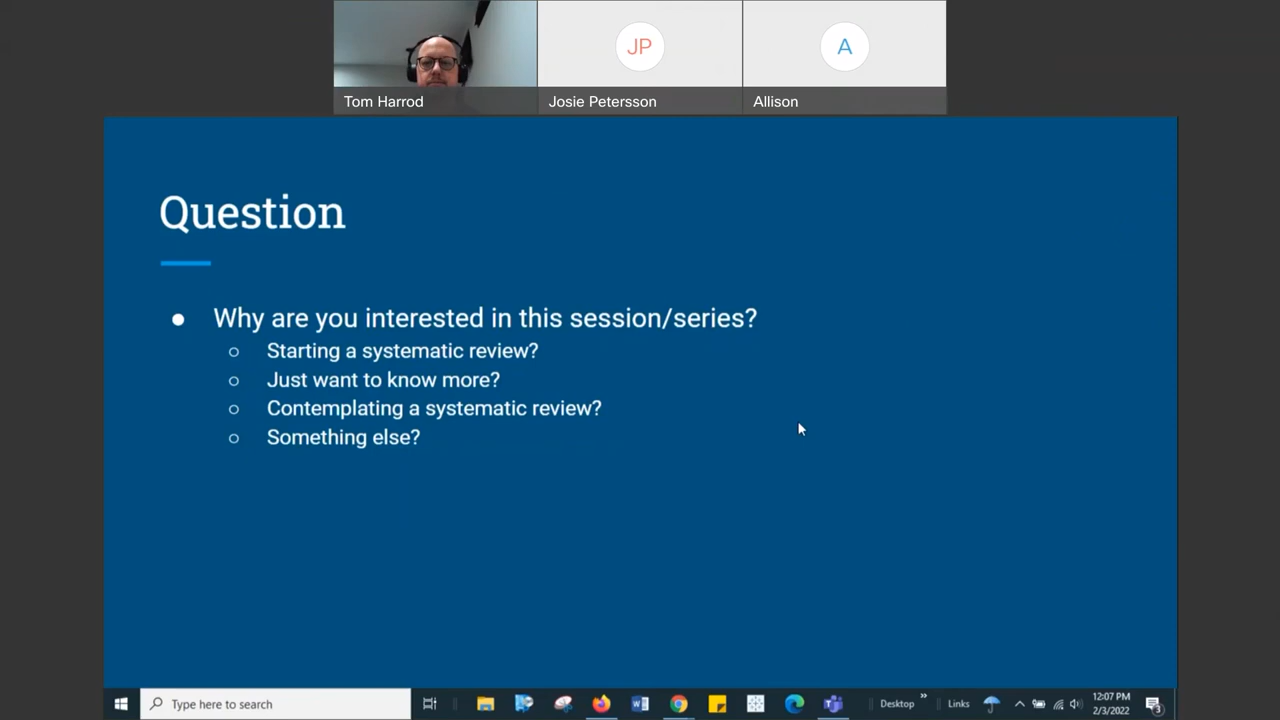 JP
A
Tom Harrod
Josie Petersson
Allison
Question
● Why are you interested in this session/series?
○ Starting a systematic review?
○ Just want to know more?
○ Contemplating a systematic review?
○ Something else?
Type here to search
Desktop
»
Links
12:07 PM
2/3/2022
3